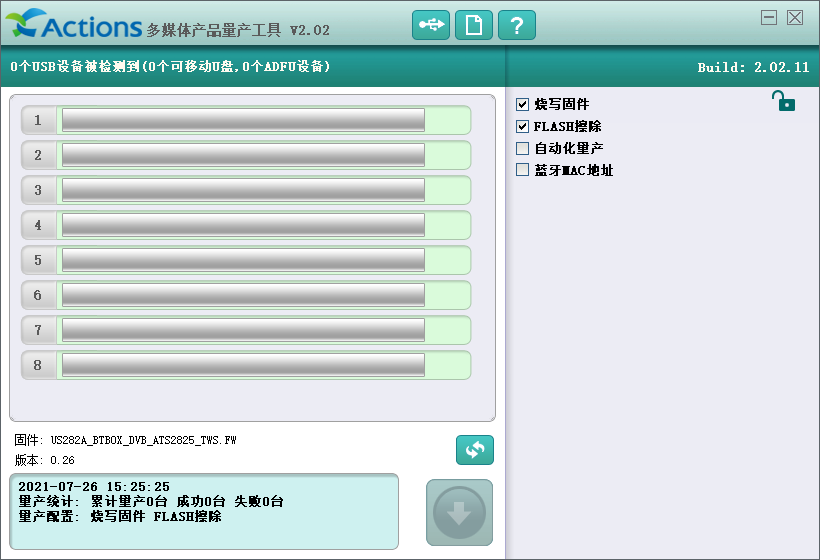 Actions 多媒体产品量产工具 V2.02
0个USB设备被检测到(0个可移动U盘,0个ADFU设备)
Build: 2.02.11
1
2
3
4
5
6
7
8
烧写固件
FLASH擦除
自动化量产
蓝牙MAC地址
固件: US282A_BTBOX_DVB_ATS2825_TWS.FW
版本: 0.26
2021-07-26 15:25:25
量产统计: 累计量产0台 成功0台 失败0台
量产配置: 烧写固件 FLASH擦除